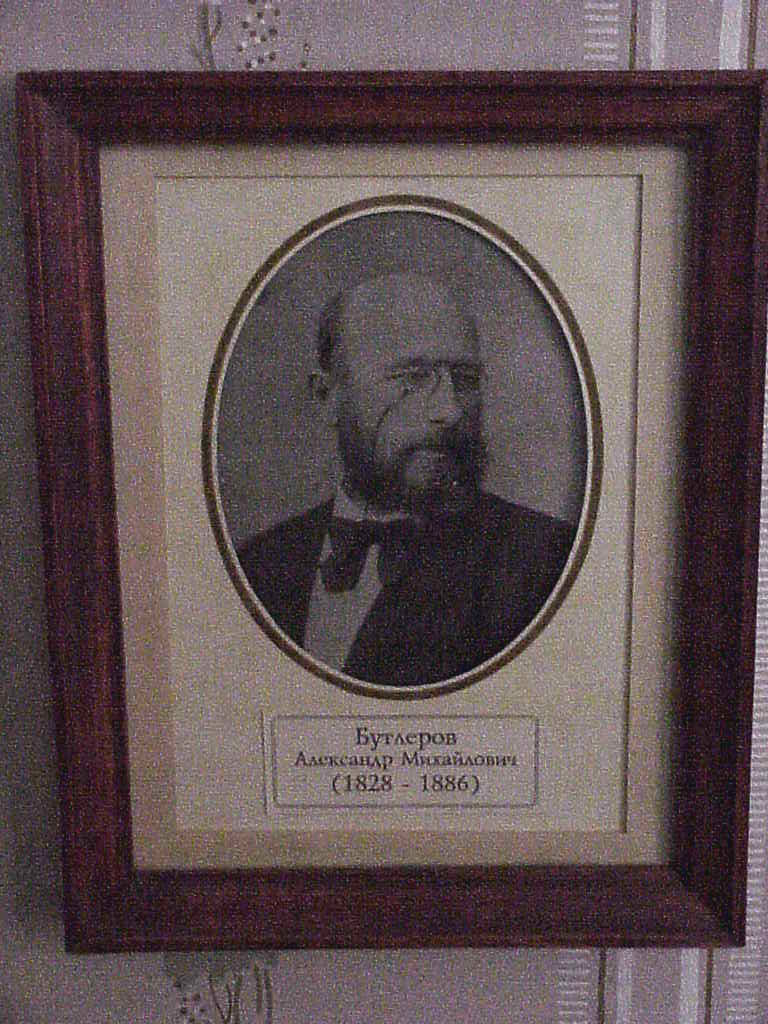 Бутлеров
Александр Михайлович
(1828 - 1886)